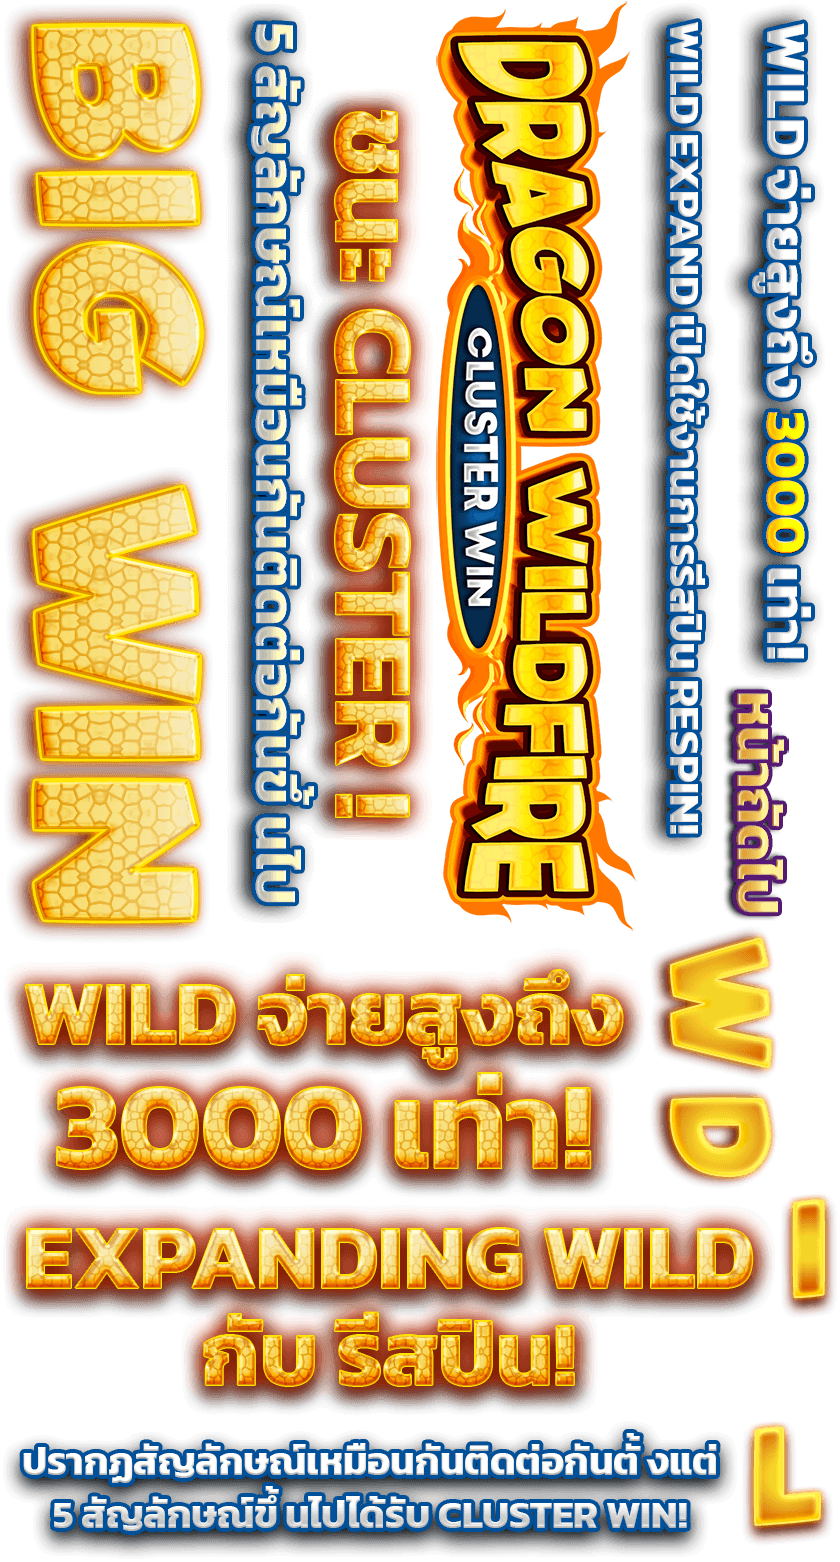 BIG WIN
5 สัญลักษณ์เหมือนกันติดต่อกันขึ้นไป
ชนะ CLUSTER !
DRAGON WILDFIRE
CLUSTER WIN
WILD EXPAND เปิดใช้งานการรีสปิน RESPIN!
WILD จ่ายสูงถึง 3000 เท่า!
หน้าถัดไป
WILD จ่ายสูงถึง
3000 เท่า!
EXPANDING WILD
กับ รีสปิน!
ปรากฏสัญลักษณ์เหมือนกันติดต่อกันตั้งแต่
5 สัญลักษณ์ขึ้นไปได้รับ CLUSTER WIN!
W
D
I
L